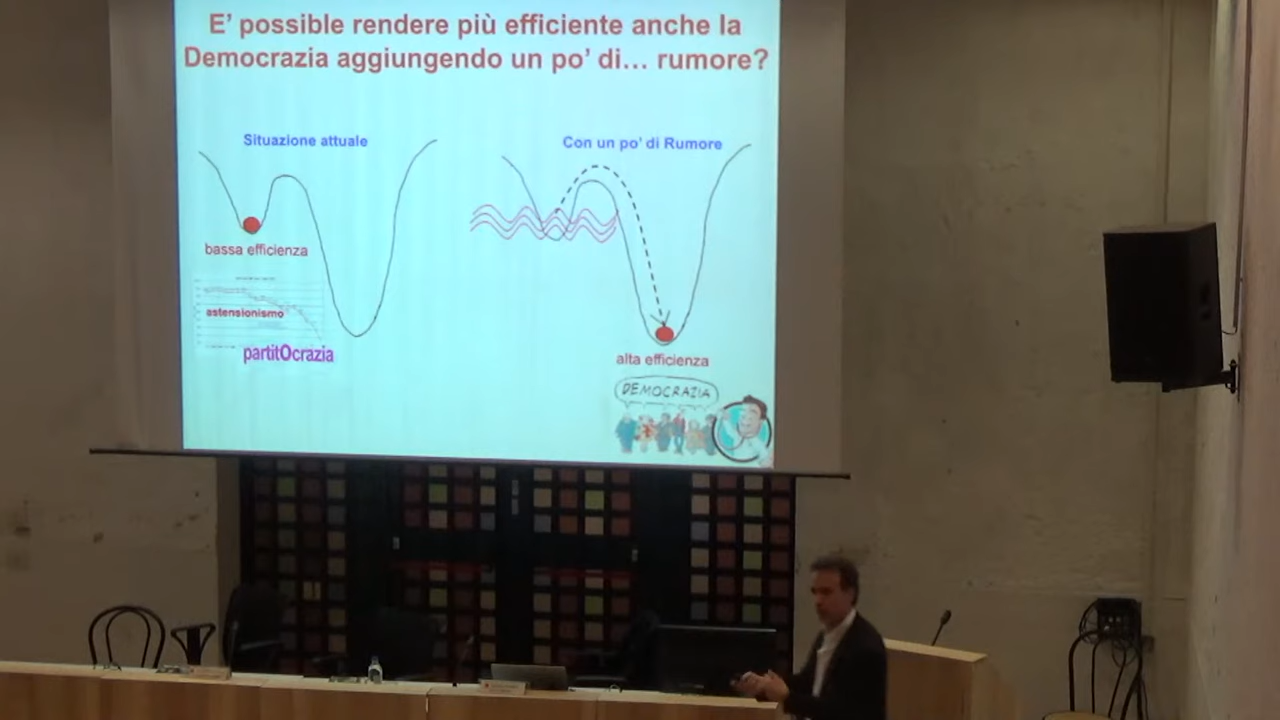 E' possibile rendere più efficiente anche la
Democrazia aggiungendo un po' di... rumore?
Situazione attuale
Con un po' di Rumore
bassa efficienza
astensionismo
partitOcrazia
alta efficienza
DEMOCRAZIA